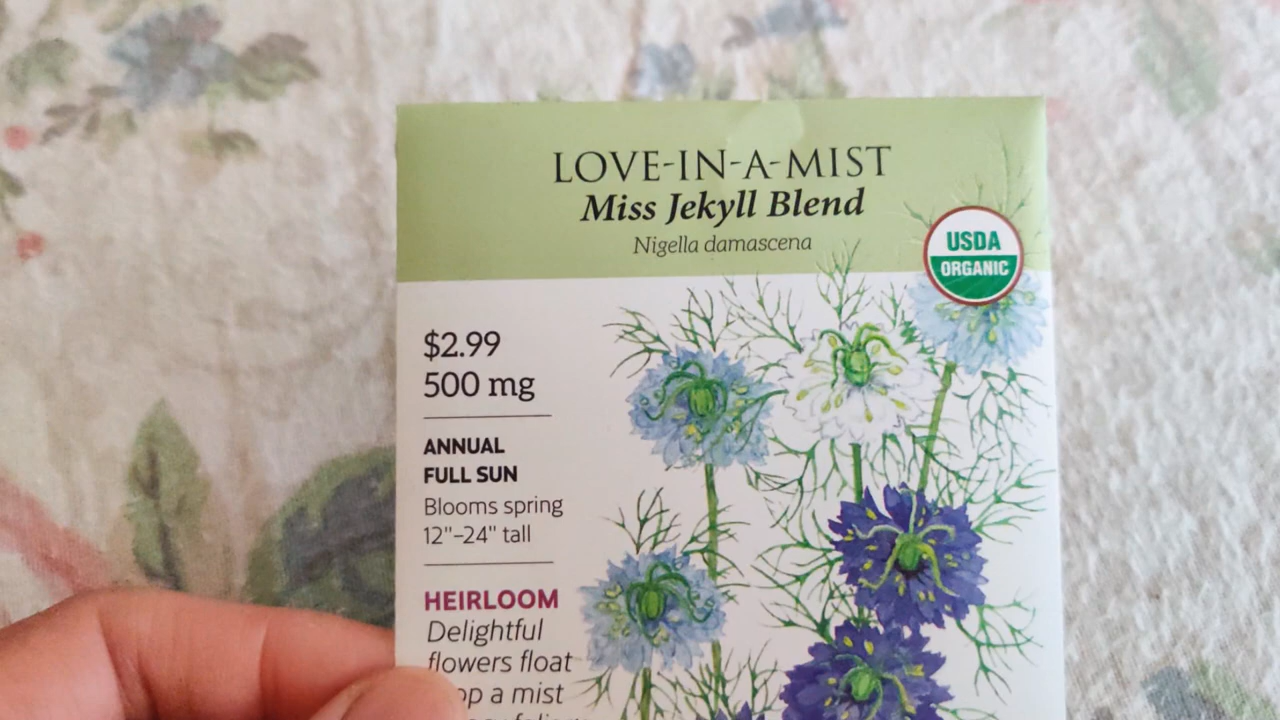 LOVE-IN-A-MIST
Miss Jekyll Blend
Nigella damascena
USDA
ORGANIC
$2.99
500 mg
ANNUAL
FULL SUN
Blooms spring
12"–24" tall
HEIRLOOM
Delightful
flowers float
a mist